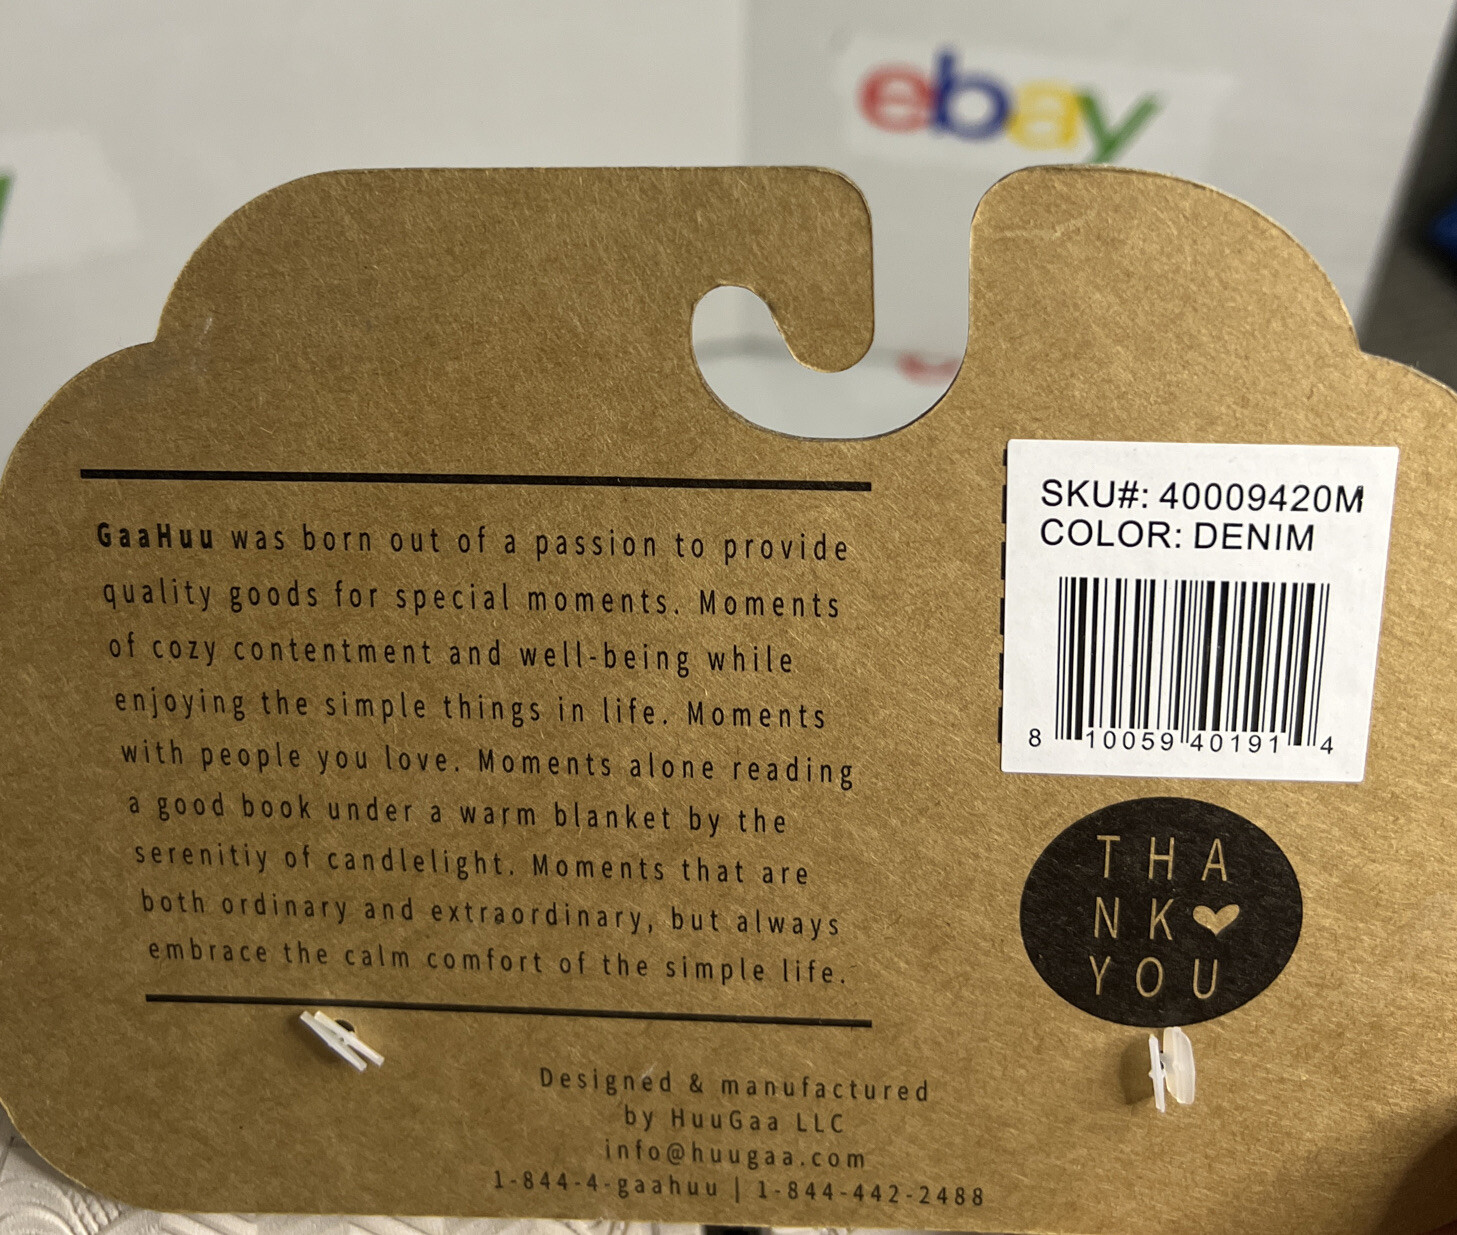 ebay
GaaHuu was born out of a passion to provide
quality goods for special moments. Moments
of cozy contentment and well-being while
enjoying the simple things in life. Moments
with people you love. Moments alone reading
a good book under a warm blanket by the
serenitiy of candlelight. Moments that are
both ordinary and extraordinary, but always
embrace the calm comfort of the simple life.
SKU#: 40009420M
COLOR: DENIM
8 10059 40191 4
THA
NK♥
YOU
Designed & manufactured
by HuuGaa LLC
info@huugaa.com
1-844-4-gaahuu | 1-844-442-2488